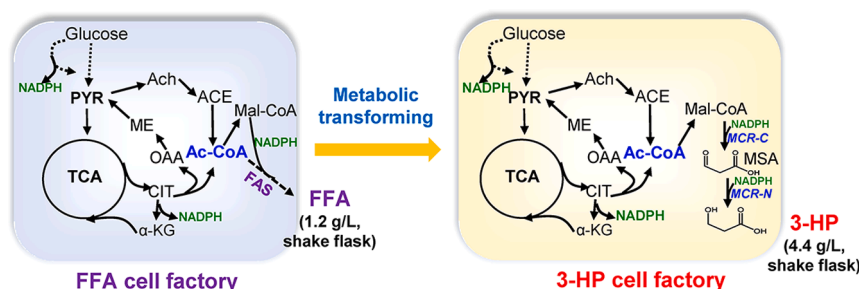 Glucose
NADPH
PYR
Ach
ACE
Mal-CoA
NADPH
ME
OAA
Ac-CoA
FAS
TCA
CIT
NADPH
α-KG
FFA
(1.2 g/L,
shake flask)
FFA cell factory
Metabolic
transforming
Glucose
NADPH
PYR
Ach
ACE
Mal-CoA
NADPH
MCR-C
MSA
NADPH
MCR-N
ME
OAA
Ac-CoA
TCA
CIT
NADPH
α-KG
O
O
OH
OH
O
OH
3-HP
(4.4 g/L,
shake flask)
3-HP cell factory